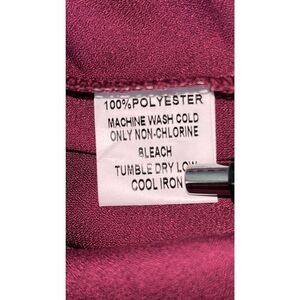 100%POLYESTER
MACHINE WASH COLD
ONLY NON-CHLORINE
BLEACH
TUMBLE DRY LOW
COOL IRON